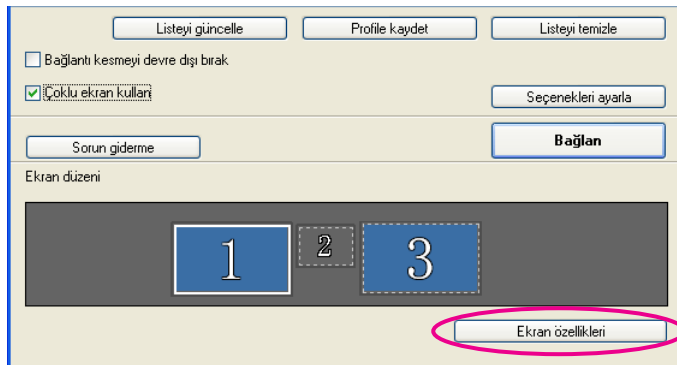 Listeyi güncelle Profile kaydet Listeyi temizle
Bağlantı kesmeyi devre dışı bırak
Çoklu ekran kullan Seçenekleri ayarla
Sorun giderme Bağlan
Ekran düzeni
1 2 3
Ekran özellikleri